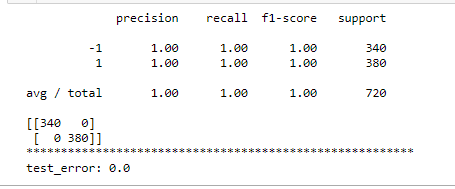 precision recall f1-score support
-1 1.00 1.00 1.00 340
1 1.00 1.00 1.00 380
avg / total 1.00 1.00 1.00 720
[[340 0]
[ 0 380]]
********************************************************
test_error: 0.0